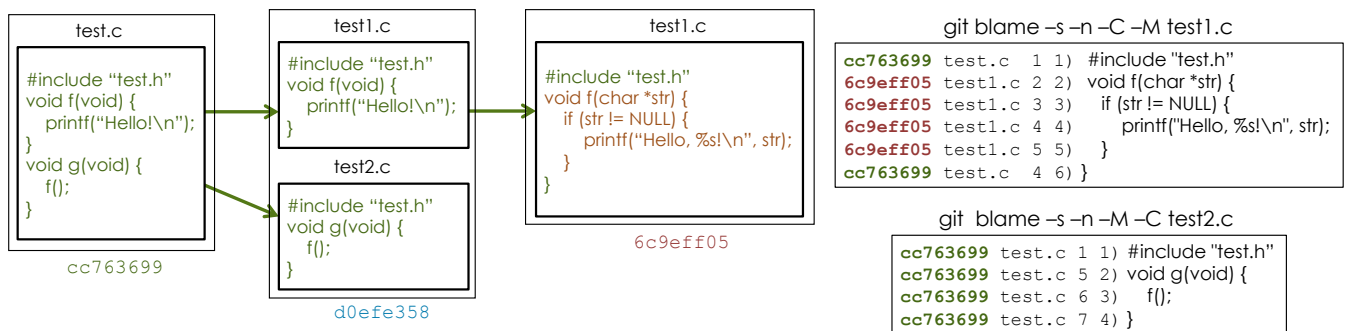 test.c
#include “test.h”
void f(void) {
printf(“Hello!\n”);
}
void g(void) {
f();
}
cc763699
test1.c
#include “test.h”
void f(void) {
printf(“Hello!\n”);
}
test2.c
#include “test.h”
void g(void) {
f();
}
d0efe358
test1.c
#include “test.h”
void f(char *str) {
if (str != NULL) {
printf(“Hello, %s!\n”, str);
}
}
6c9eff05
git blame –s –n –C –M test1.c
cc763699 test.c 1 1) #include "test.h”
6c9eff05 test1.c 2 2) void f(char *str) {
6c9eff05 test1.c 3 3) if (str != NULL) {
6c9eff05 test1.c 4 4) printf("Hello, %s!\n", str);
6c9eff05 test1.c 5 5) }
cc763699 test.c 4 6) }
git blame –s –n –M –C test2.c
cc763699 test.c 1 1) #include "test.h”
cc763699 test.c 5 2) void g(void) {
cc763699 test.c 6 3) f();
cc763699 test.c 7 4) }